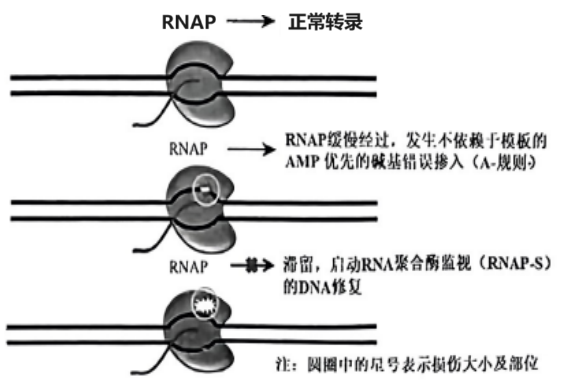 RNAP 正常转录
RNAP
RNAP缓慢经过，发生不依赖于模板的
AMP优先的碱基错误掺入（A-规则）
RNAP
滞留，启动RNA聚合酶监视（RNAP-S）
的DNA修复
注：圆圈中的星号表示损伤大小及部位